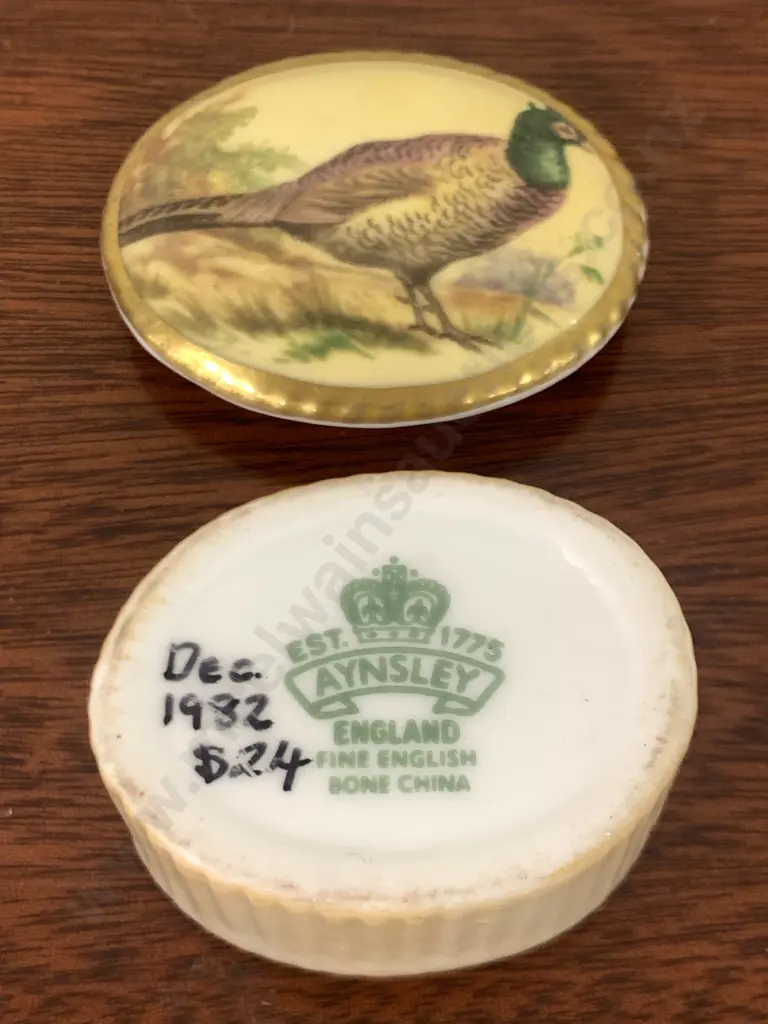 EST. 1775
AYNSLEY
ENGLAND
FINE ENGLISH
BONE CHINA
Dec.
1982
$24